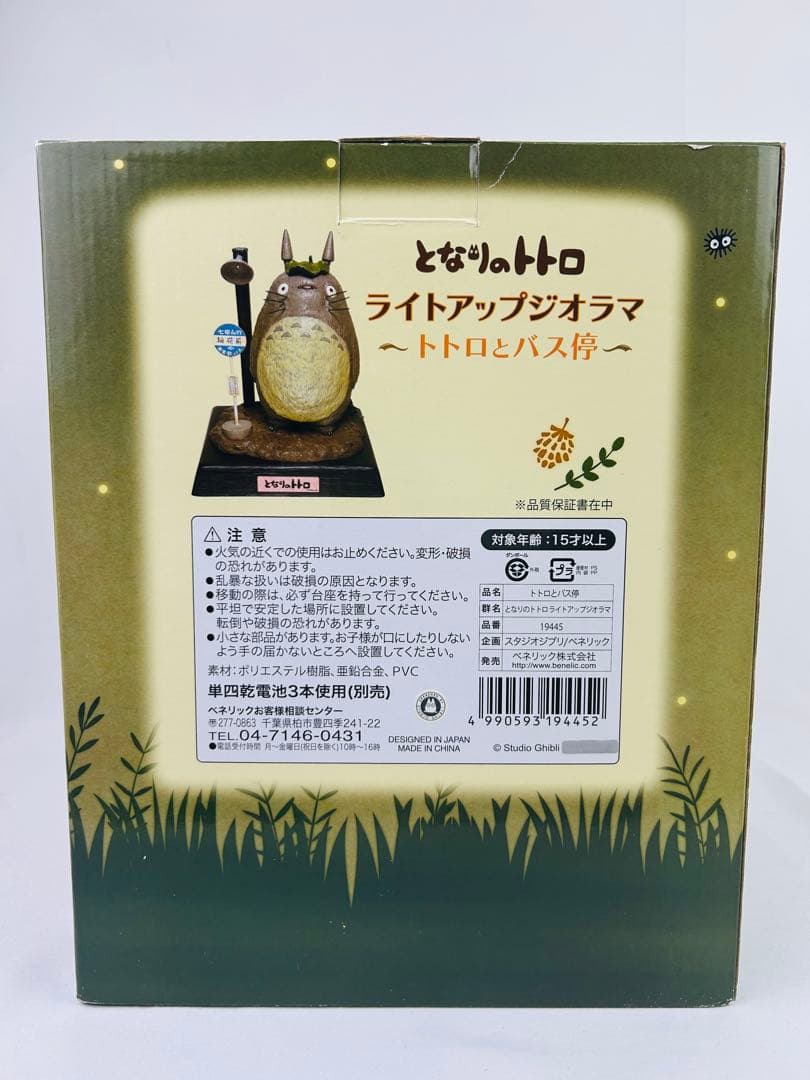 となりのトトロ
ライトアップジオラマ
～トトロとバス停～
稲荷前
となりのトトロ
※品質保証書在中
⚠注意
●火気の近くでの使用はお止めください。変形・破損
の恐れがあります。
●乱暴な扱いは破損の原因となります。
●移動の際は、必ず台座を持って行ってください。
●平坦で安定した場所に設置してください。
転倒や破損の恐れがあります。
●小さな部品があります。お子様が口にしたりしない
よう手の届かないところへ設置してください。
素材：ポリエステル樹脂、亜鉛合金、PVC
単四乾電池3本使用(別売)
ベネリックお客様相談センター
〒277-0863 千葉県柏市豊四季241-22
TEL.04-7146-0431
●電話受付時間 月～金曜日(祝日を除く)10時～16時
DESIGNED IN JAPAN
MADE IN CHINA
対象年齢：15才以上
ダンボール
外箱
プラ
品名 トトロとバス停
群名 となりのトトロ ライトアップジオラマ
品番 19445
企画 スタジオジブリ/ベネリック
発売 ベネリック株式会社
http://www.benelic.com/
4 990593 194452
© Studio Ghibli